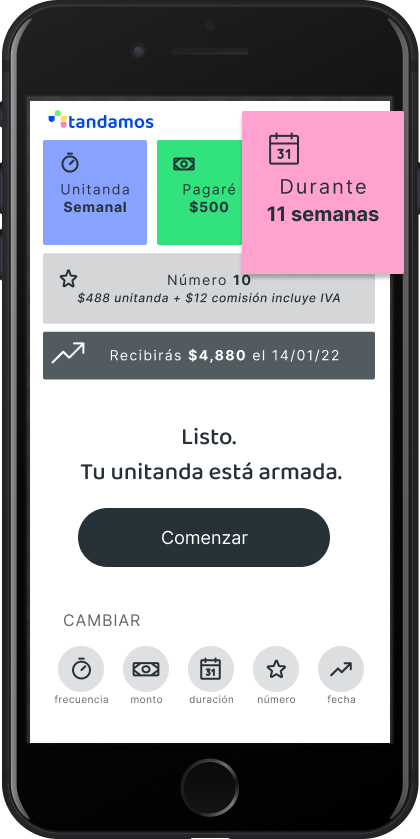 tandamos
Unitanda
Semanal
Pagaré
$500
31
Durante
11 semanas
Número 10
$488 unitanda + $12 comisión incluye IVA
Recibirás $4,880 el 14/01/22
Listo.
Tu unitanda está armada.
Comenzar
CAMBIAR
31
frecuencia monto duración número fecha